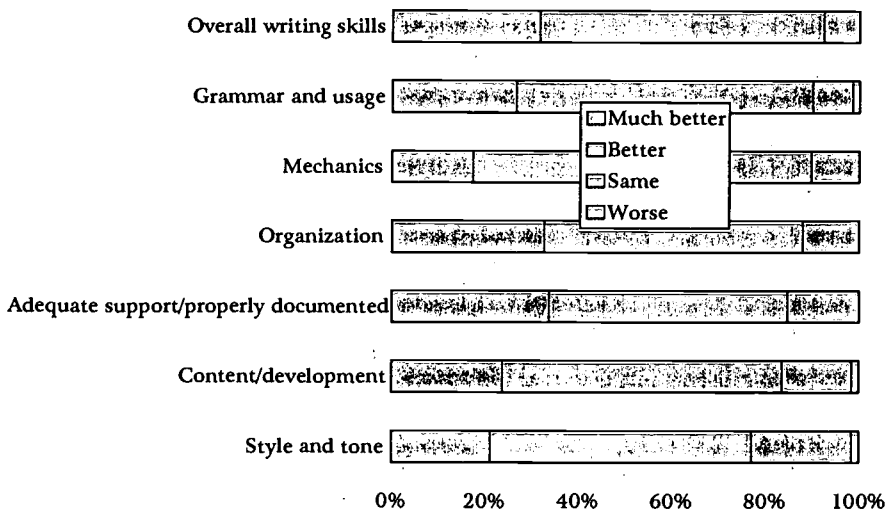 Overall writing skills
Grammar and usage
Much better
Better
Mechanics
Same
Worse
Organization
Adequate support/properly documented
Content/development
Style and tone
0% 20% 40% 60% 80% 100%